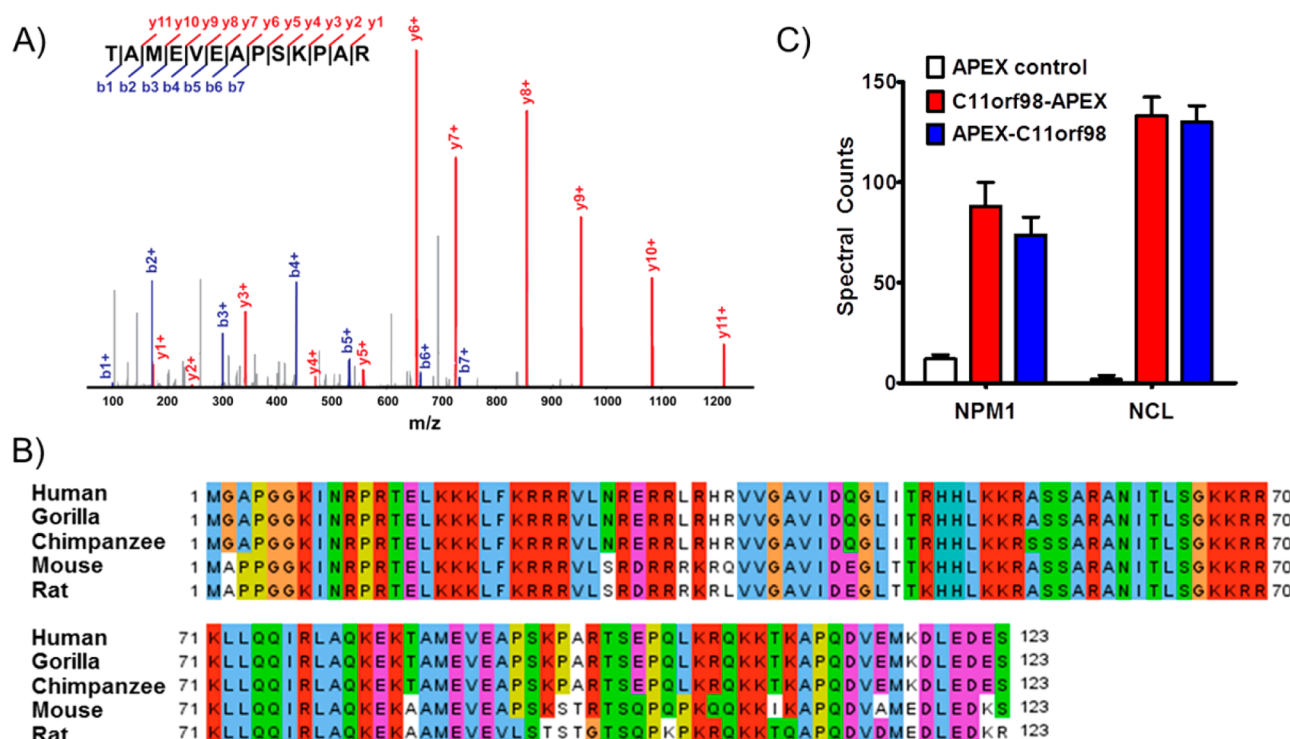 A)
y11 y10 y9 y8 y7 y6 y5 y4 y3 y2 y1
T|A|M|E|V|E|A|P|S|K|P|A|R
b1 b2 b3 b4 b5 b6 b7
b1+ b2+ y1+ y2+ b3+ y3+ b4+ y4+ b5+ y5+ y6+ b6+ y7+ b7+ y8+ y9+ y10+ y11+
100 200 300 400 500 600 700 800 900 1000 1100 1200
m/z
C)
APEX control
C11orf98-APEX
APEX-C11orf98
Spectral Counts
150
100
50
0
NPM1 NCL
B)
Human 1 MGAPGGKINRPRTELKKKLFKRRRVLNRERRLRHRVVGAVIDQGLITRHHLKKRASSARANITLSGKKRR 70
Gorilla 1 MGAPGGKINRPRTELKKKLFKRRRVLNRERRLRHRVVGAVIDQGLITRHHLKKRASSARANITLSGKKRR 70
Chimpanzee 1 MGAPGGKINRPRTELKKKLFKRRRVLNRERRLRHRVVGAVIDQGLITRHHLKKRSSSARANITLSGKKRR 70
Mouse 1 MAPPGGKINRPRTELKKKLFKRRRVLSRDRRRKRQVVGAVIDEGLTTKHHLKKRASSARANITLSGKKRR 70
Rat 1 MAPPGGKINRPRTELKKKLFKRRRVLSRDRRRKRLVVGAVIDEGLTTKHHLKKRASSARANITLSGKKRR 70
Human 71 KLLQQIRLAQKEKTAMEVEAPSKPARTSEPQLKRQKKTKAPQDVEMKDLEDES 123
Gorilla 71 KLLQQIRLAQKEKTAMEVEAPSKPARTSEPQLKRQKKTKAPQDVEMKDLEDES 123
Chimpanzee 71 KLLQQIRLAQKEKTAMEVEAPSKPARTSEPQLKRQKKTKAPQDVEMKDLEDES 123
Mouse 71 KLLQQIRLAQKEKAAMEVEAPSKSTRTSQPQPKQQKKIKAPQDVAMEDLEDKS 123
Rat 71 KLLQQIRLAQKEKAAMEVEVLSTSTGTSQPKPKRQKKTQAPQDVDMEDLEDKR 123